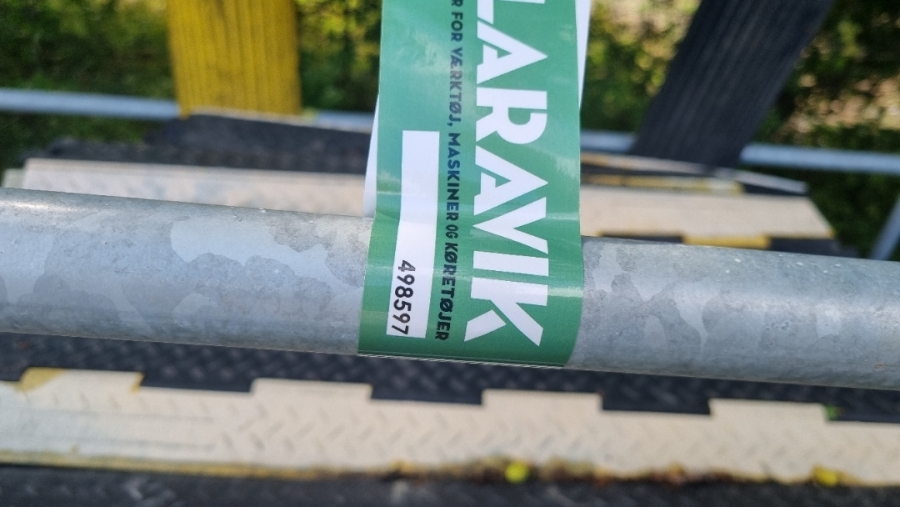 LARAVIK
R FOR VÆRKTØJ, MASKINER OG KØRETØJER
498597